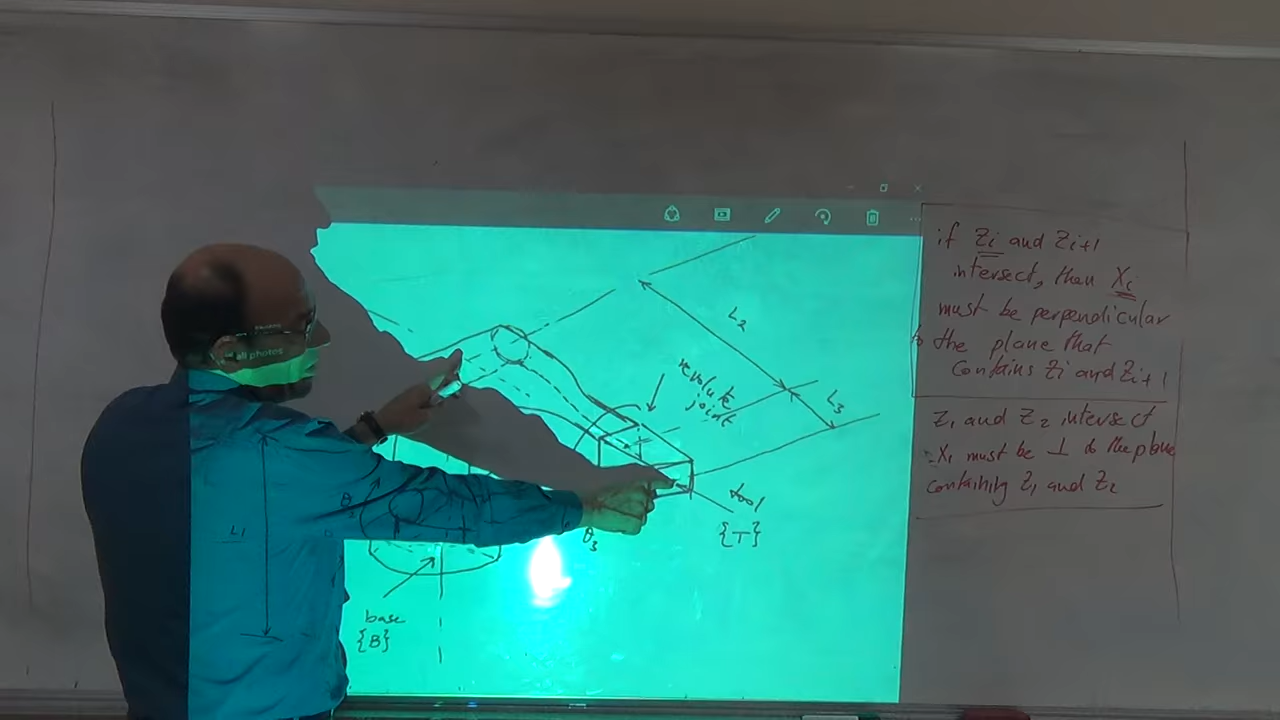 if Zi and Zi+1
intersect, then Xi
must be perpendicular
to the plane that
contains Zi and Zi+1
Z1 and Z2 intersect
X1 must be ⊥ to the plane
containing Z1 and Z2
L2
L3
revolute
joint
tool
{T}
θ3
θ
L1
base
{B}
all photos